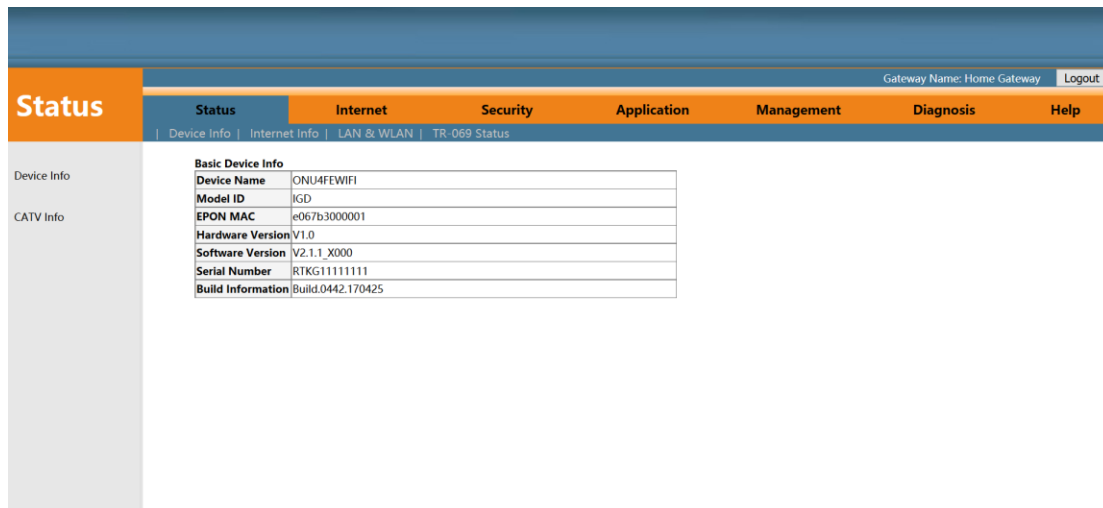 Gateway Name: Home Gateway Logout
Status
Status Internet Security Application Management Diagnosis Help
| Device Info | Internet Info | LAN & WLAN | TR-069 Status
Device Info
CATV Info
Basic Device Info
Device Name ONU4FEWIFI
Model ID IGD
EPON MAC e067b3000001
Hardware Version V1.0
Software Version V2.1.1_X000
Serial Number RTKG11111111
Build Information Build.0442.170425